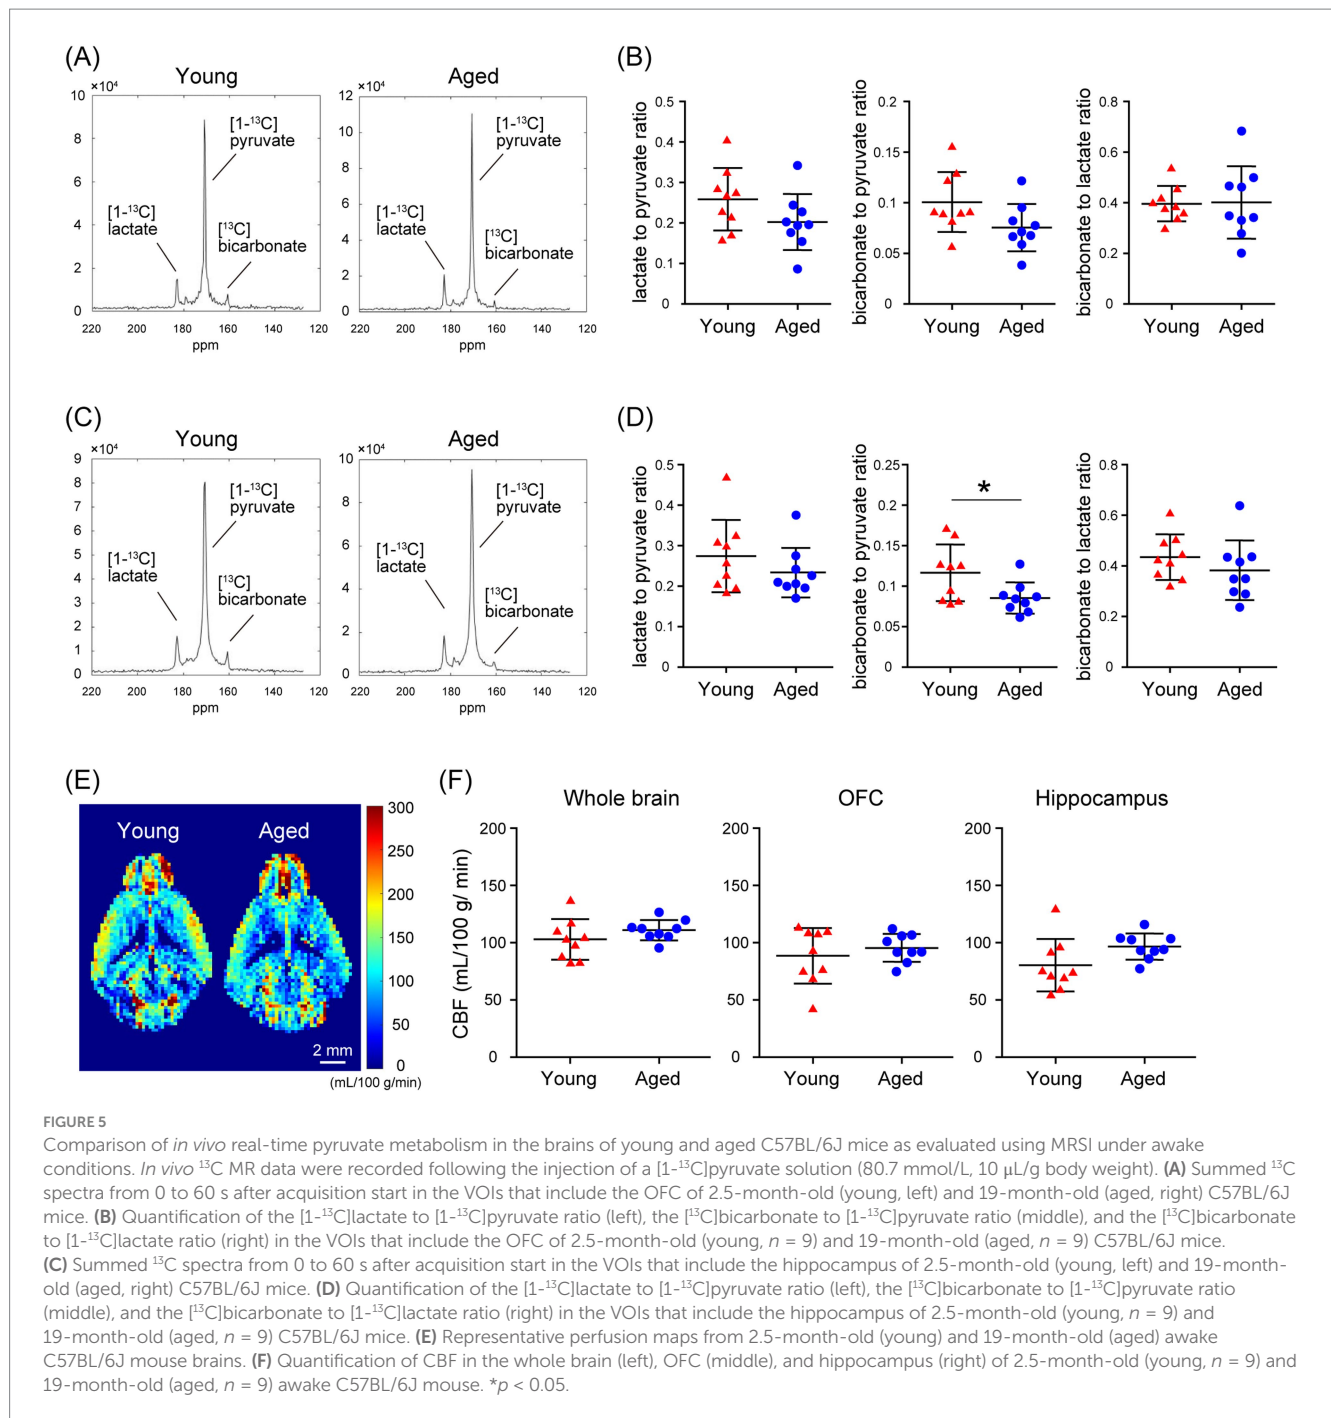 (A)
Young
Aged
×10⁴
×10⁴
10
8
6
4
2
0
[1-¹³C]
pyruvate
[1-¹³C]
lactate
[¹³C]
bicarbonate
220 200 180 160 140 120
ppm
12
10
8
6
4
2
0
[1-¹³C]
pyruvate
[1-¹³C]
lactate
[¹³C]
bicarbonate
220 200 180 160 140 120
ppm
(B)
lactate to pyruvate ratio
0.5
0.4
0.3
0.2
0.1
0
Young Aged
bicarbonate to pyruvate ratio
0.2
0.15
0.1
0.05
0
Young Aged
bicarbonate to lactate ratio
0.8
0.6
0.4
0.2
0
Young Aged
(C)
Young
Aged
×10⁴
×10⁴
9
8
7
6
5
4
3
2
1
0
[1-¹³C]
pyruvate
[1-¹³C]
lactate
[¹³C]
bicarbonate
220 200 180 160 140 120
ppm
10
8
6
4
2
0
[1-¹³C]
pyruvate
[1-¹³C]
lactate
[¹³C]
bicarbonate
220 200 180 160 140 120
ppm
(D)
lactate to pyruvate ratio
0.5
0.4
0.3
0.2
0.1
0
Young Aged
bicarbonate to pyruvate ratio
0.25
0.2
0.15
0.1
0.05
0
*
Young Aged
bicarbonate to lactate ratio
0.8
0.6
0.4
0.2
0
Young Aged
(E)
Young Aged
2 mm
300
250
200
150
100
50
0
(mL/100 g/min)
(F)
Whole brain
CBF (mL/100 g/ min)
200
150
100
50
0
Young Aged
OFC
200
150
100
50
0
Young Aged
Hippocampus
200
150
100
50
0
Young Aged
FIGURE 5
Comparison of in vivo real-time pyruvate metabolism in the brains of young and aged C57BL/6J mice as evaluated using MRSI under awake
conditions. In vivo ¹³C MR data were recorded following the injection of a [1-¹³C]pyruvate solution (80.7 mmol/L, 10 μL/g body weight). (A) Summed ¹³C
spectra from 0 to 60 s after acquisition start in the VOIs that include the OFC of 2.5-month-old (young, left) and 19-month-old (aged, right) C57BL/6J
mice. (B) Quantification of the [1-¹³C]lactate to [1-¹³C]pyruvate ratio (left), the [¹³C]bicarbonate to [1-¹³C]pyruvate ratio (middle), and the [¹³C]bicarbonate
to [1-¹³C]lactate ratio (right) in the VOIs that include the OFC of 2.5-month-old (young, n = 9) and 19-month-old (aged, n = 9) C57BL/6J mice.
(C) Summed ¹³C spectra from 0 to 60 s after acquisition start in the VOIs that include the hippocampus of 2.5-month-old (young, left) and 19-month-
old (aged, right) C57BL/6J mice. (D) Quantification of the [1-¹³C]lactate to [1-¹³C]pyruvate ratio (left), the [¹³C]bicarbonate to [1-¹³C]pyruvate ratio
(middle), and the [¹³C]bicarbonate to [1-¹³C]lactate ratio (right) in the VOIs that include the hippocampus of 2.5-month-old (young, n = 9) and
19-month-old (aged, n = 9) C57BL/6J mice. (E) Representative perfusion maps from 2.5-month-old (young) and 19-month-old (aged) awake
C57BL/6J mouse brains. (F) Quantification of CBF in the whole brain (left), OFC (middle), and hippocampus (right) of 2.5-month-old (young, n = 9) and
19-month-old (aged, n = 9) awake C57BL/6J mouse. *p < 0.05.